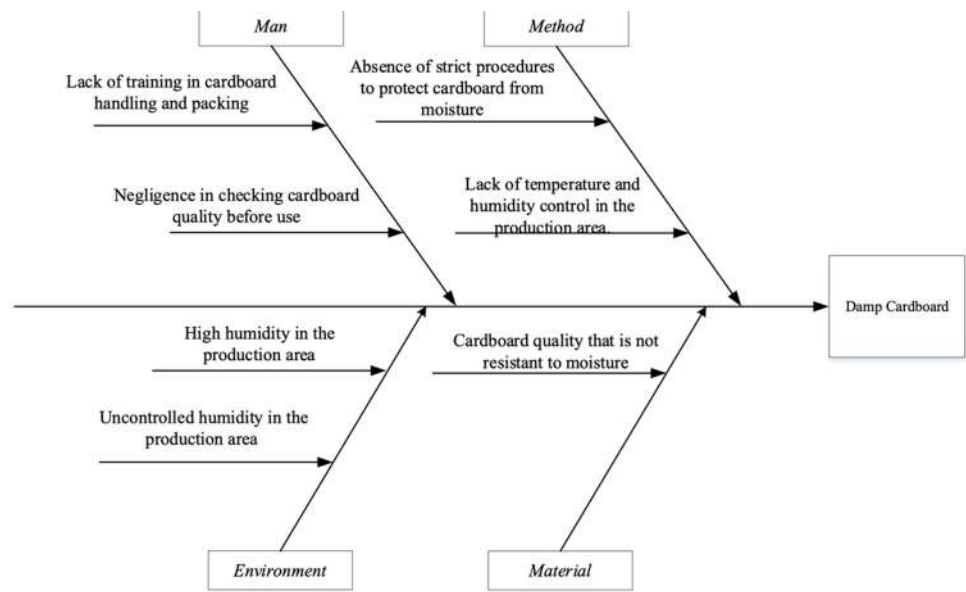 Man
Method
Lack of training in cardboard
handling and packing
Absence of strict procedures
to protect cardboard from
moisture
Negligence in checking cardboard
quality before use
Lack of temperature and
humidity control in the
production area.
Damp Cardboard
High humidity in the
production area
Cardboard quality that is not
resistant to moisture
Uncontrolled humidity in the
production area
Environment
Material